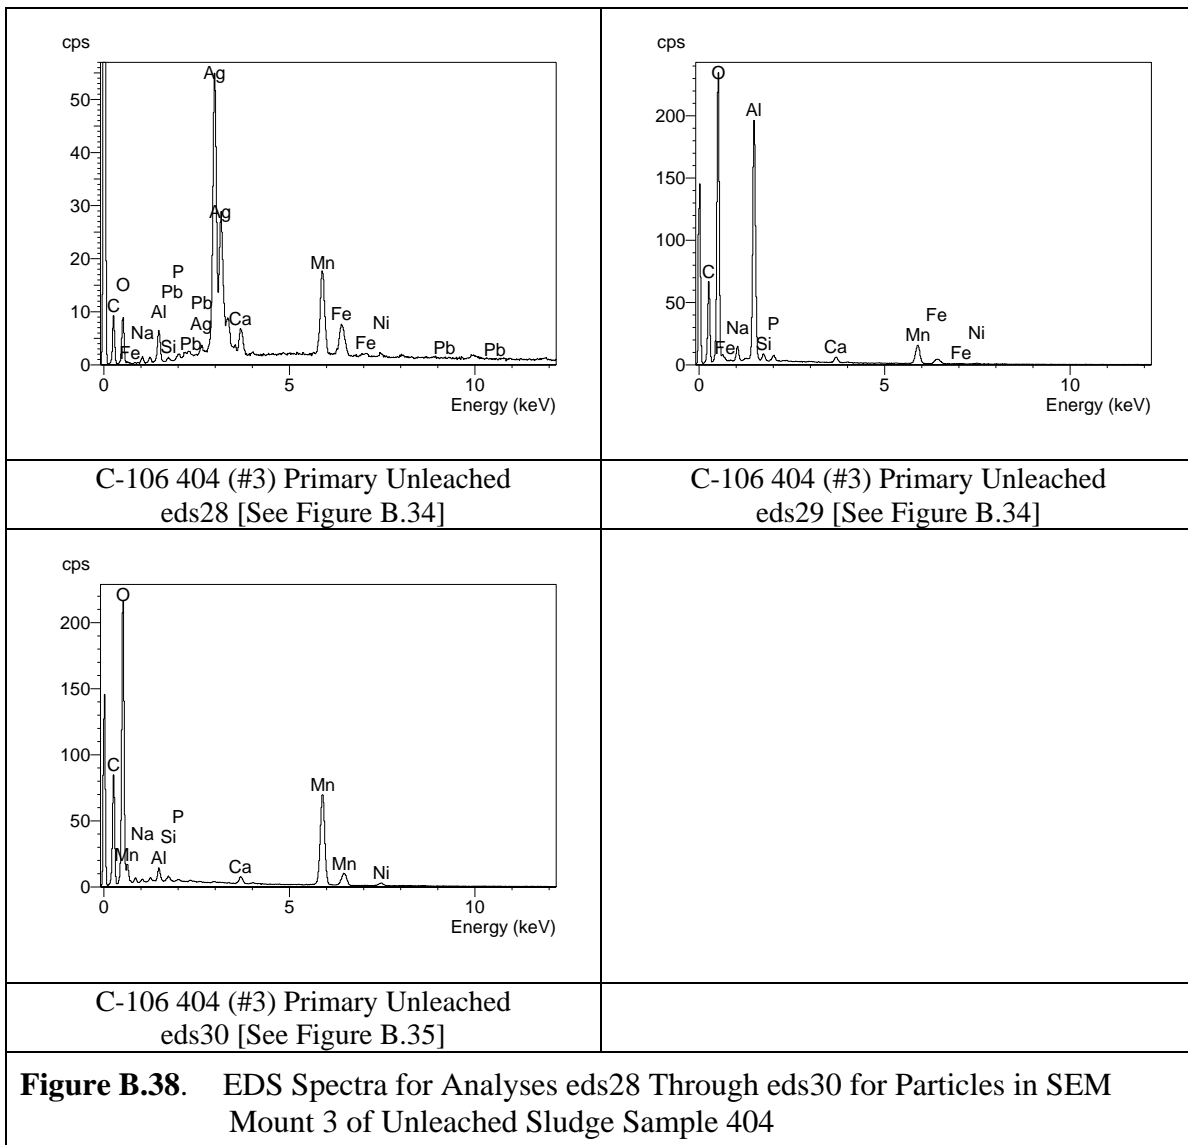 cps
Ag
50
40
30
Ag
20
Mn
P
O
Pb
10
C
Al
Pb
Fe
Ag
Ca
Ni
Na
Fe
Si
Pb
Fe
Pb
Pb
0
0
5
10
Energy (keV)
C-106 404 (#3) Primary Unleached
eds28 [See Figure B.34]
cps
O
200
Al
150
100
C
50
Fe
Na
P
Mn
Ni
Fe
Si
Ca
Fe
0
0
5
10
Energy (keV)
C-106 404 (#3) Primary Unleached
eds29 [See Figure B.34]
cps
O
200
150
100
C
Mn
50
P
Na
Si
Mn
Al
Ca
Mn
Ni
0
0
5
10
Energy (keV)
C-106 404 (#3) Primary Unleached
eds30 [See Figure B.35]
Figure B.38. EDS Spectra for Analyses eds28 Through eds30 for Particles in SEM
Mount 3 of Unleached Sludge Sample 404